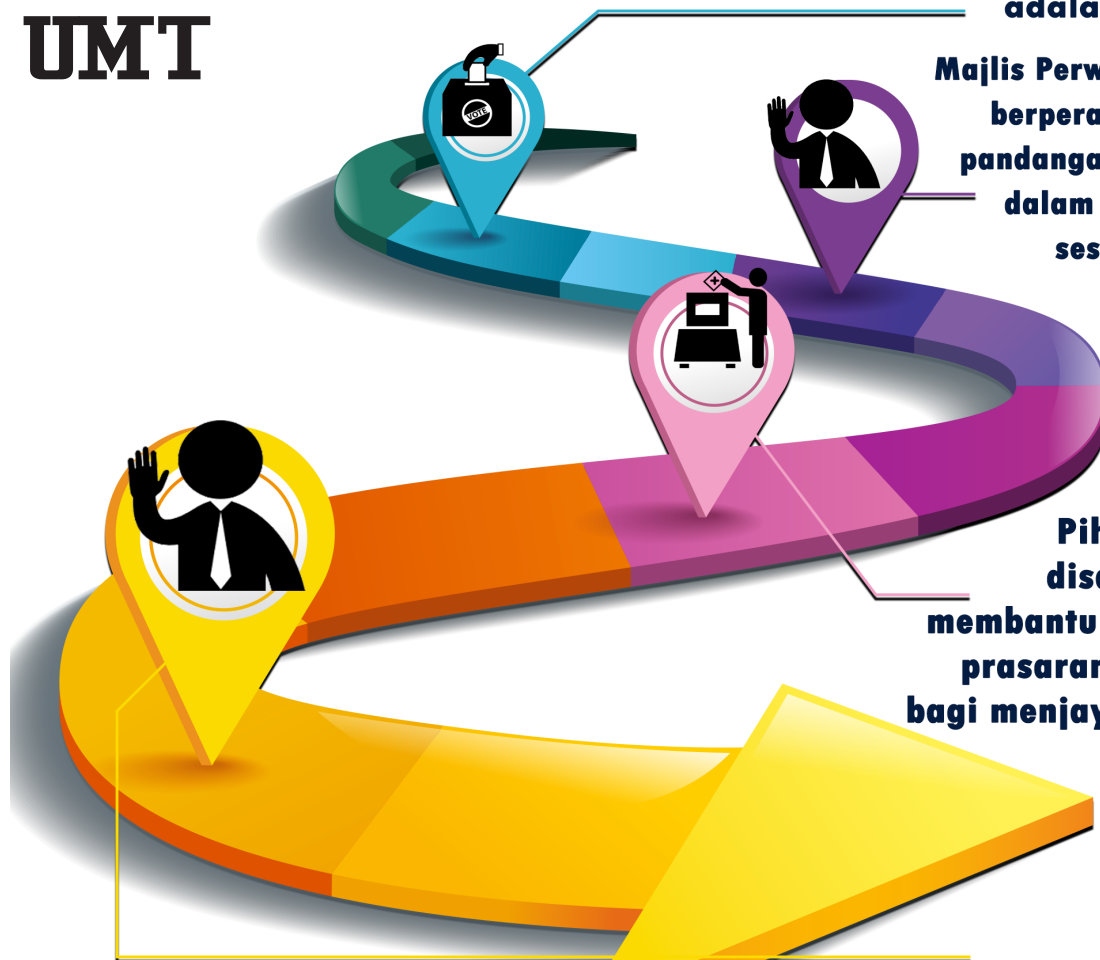 UMT
adala
Majlis Perw
berpera
pandanga
dalam
ses
VOTE
Pih
disa
membantu
prasaran
bagi menjay